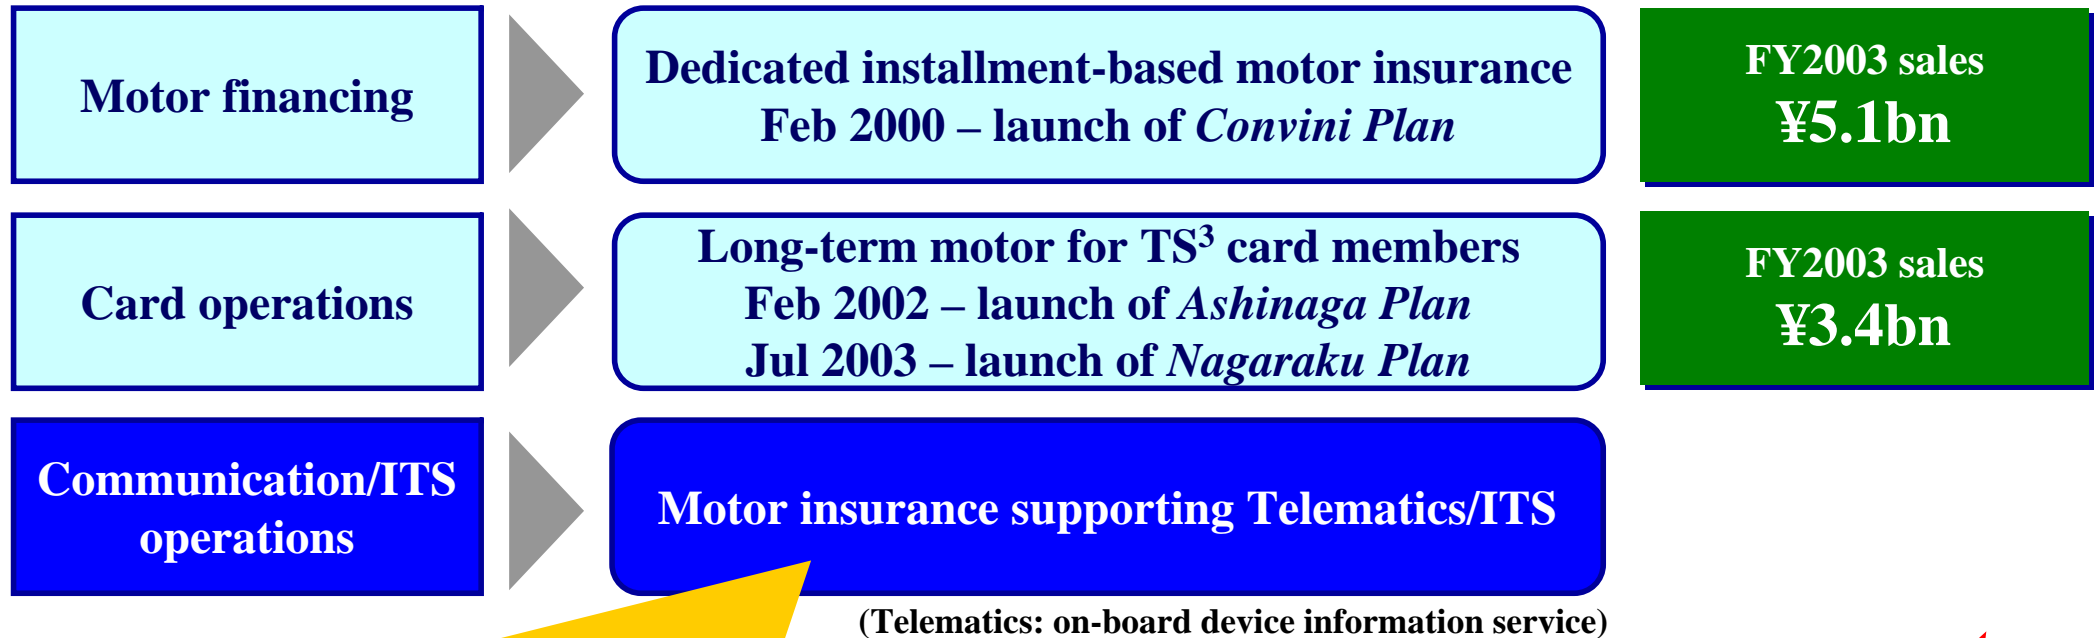 Motor financing
Dedicated installment-based motor insurance
Feb 2000 – launch of Convini Plan
FY2003 sales
¥5.1bn
Card operations
Long-term motor for TS³ card members
Feb 2002 – launch of Ashinaga Plan
Jul 2003 – launch of Nagaraku Plan
FY2003 sales
¥3.4bn
Communication/ITS
operations
Motor insurance supporting Telematics/ITS
(Telematics: on-board device information service)